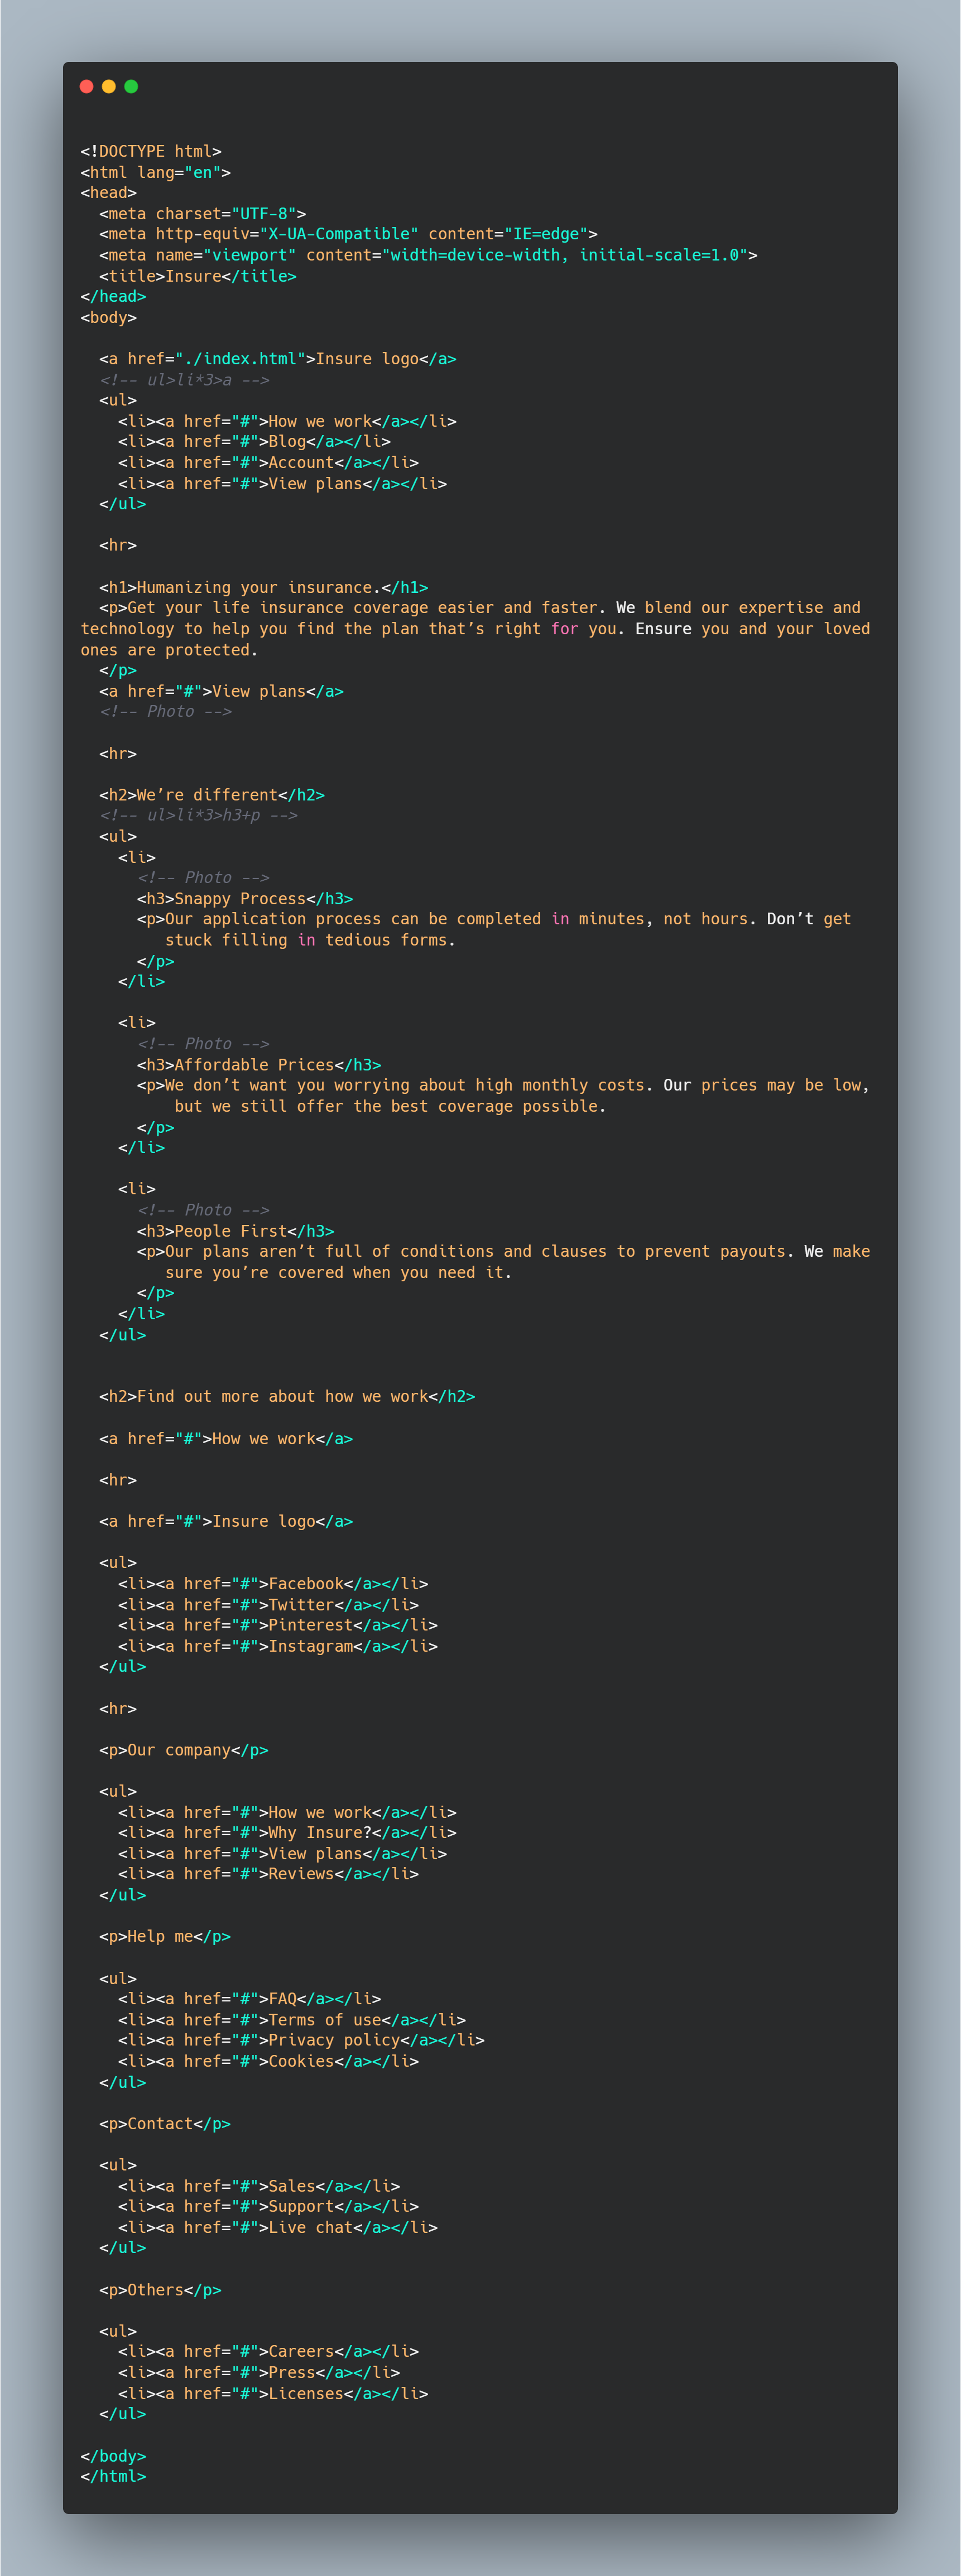 <!DOCTYPE html>
<html lang="en">
<head>
  <meta charset="UTF-8">
  <meta http-equiv="X-UA-Compatible" content="IE=edge">
  <meta name="viewport" content="width=device-width, initial-scale=1.0">
  <title>Insure</title>
</head>
<body>

  <a href="./index.html">Insure logo</a>
  <!-- ul>li*3>a -->
  <ul>
    <li><a href="#">How we work</a></li>
    <li><a href="#">Blog</a></li>
    <li><a href="#">Account</a></li>
    <li><a href="#">View plans</a></li>
  </ul>

  <hr>

  <h1>Humanizing your insurance.</h1>
  <p>Get your life insurance coverage easier and faster. We blend our expertise and
technology to help you find the plan that’s right for you. Ensure you and your loved
ones are protected.
  </p>
  <a href="#">View plans</a>
  <!-- Photo -->

  <hr>

  <h2>We’re different</h2>
  <!-- ul>li*3>h3+p -->
  <ul>
    <li>
      <!-- Photo -->
      <h3>Snappy Process</h3>
      <p>Our application process can be completed in minutes, not hours. Don’t get
         stuck filling in tedious forms.
      </p>
    </li>

    <li>
      <!-- Photo -->
      <h3>Affordable Prices</h3>
      <p>We don’t want you worrying about high monthly costs. Our prices may be low,
          but we still offer the best coverage possible.
      </p>
    </li>

    <li>
      <!-- Photo -->
      <h3>People First</h3>
      <p>Our plans aren’t full of conditions and clauses to prevent payouts. We make
         sure you’re covered when you need it.
      </p>
    </li>
  </ul>


  <h2>Find out more about how we work</h2>

  <a href="#">How we work</a>

  <hr>

  <a href="#">Insure logo</a>

  <ul>
    <li><a href="#">Facebook</a></li>
    <li><a href="#">Twitter</a></li>
    <li><a href="#">Pinterest</a></li>
    <li><a href="#">Instagram</a></li>
  </ul>

  <hr>

  <p>Our company</p>

  <ul>
    <li><a href="#">How we work</a></li>
    <li><a href="#">Why Insure?</a></li>
    <li><a href="#">View plans</a></li>
    <li><a href="#">Reviews</a></li>
  </ul>

  <p>Help me</p>

  <ul>
    <li><a href="#">FAQ</a></li>
    <li><a href="#">Terms of use</a></li>
    <li><a href="#">Privacy policy</a></li>
    <li><a href="#">Cookies</a></li>
  </ul>

  <p>Contact</p>

  <ul>
    <li><a href="#">Sales</a></li>
    <li><a href="#">Support</a></li>
    <li><a href="#">Live chat</a></li>
  </ul>

  <p>Others</p>

  <ul>
    <li><a href="#">Careers</a></li>
    <li><a href="#">Press</a></li>
    <li><a href="#">Licenses</a></li>
  </ul>

</body>
</html>